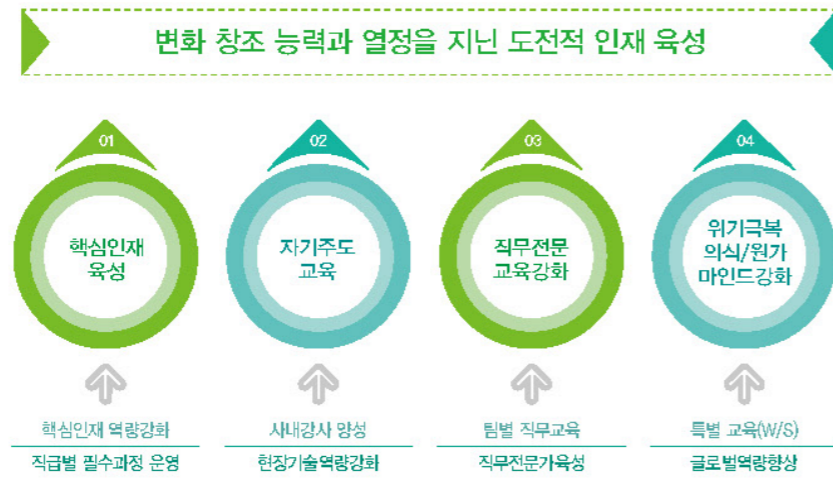 변화 창조 능력과 열정을 지닌 도전적 인재 육성
01
핵심인재
육성
02
자기주도
교육
03
직무전문
교육강화
04
위기극복
의식/원가
마인드강화
핵심인재 역량강화
직급별 필수과정 운영
사내강사 양성
현장기술역량강화
팀별 직무교육
직무전문가육성
특별 교육(W/S)
글로벌역량향상